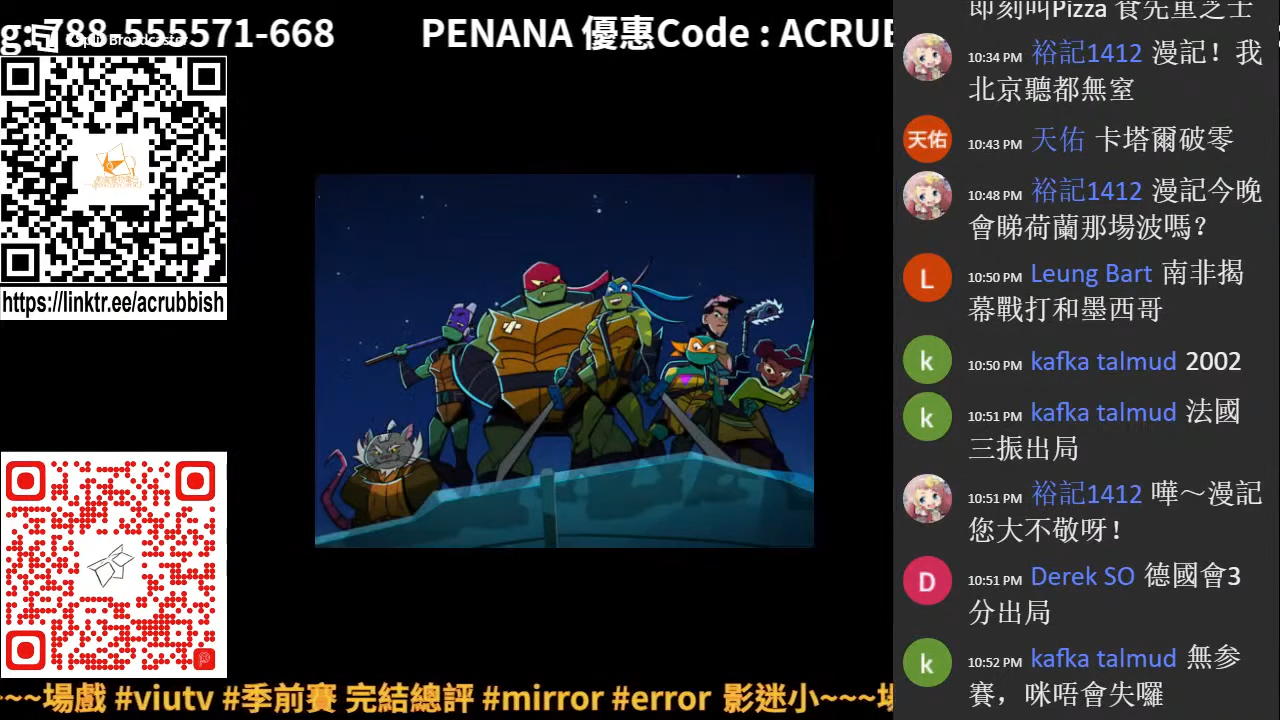 g: 788-555571-668 PENANA 優惠Code : ACRUB
https://linktr.ee/acrubbish
~~~場戲 #viutv #季前賽 完結總評 #mirror #error 影迷小~~~場
即刻叫Pizza 食先重芝士
10:34 PM 裕記1412 漫記！我
北京聽都無窒
天佑
10:43 PM 天佑 卡塔爾破零
10:48 PM 裕記1412 漫記今晚
會睇荷蘭那場波嗎？
L
10:50 PM Leung Bart 南非揭
幕戰打和墨西哥
k
10:50 PM kafka talmud 2002
k
10:51 PM kafka talmud 法國
三振出局
10:51 PM 裕記1412 嘩～漫記
您大不敬呀！
D
10:51 PM Derek SO 德國會3
分出局
k
10:52 PM kafka talmud 無参
賽，咪唔會失囉